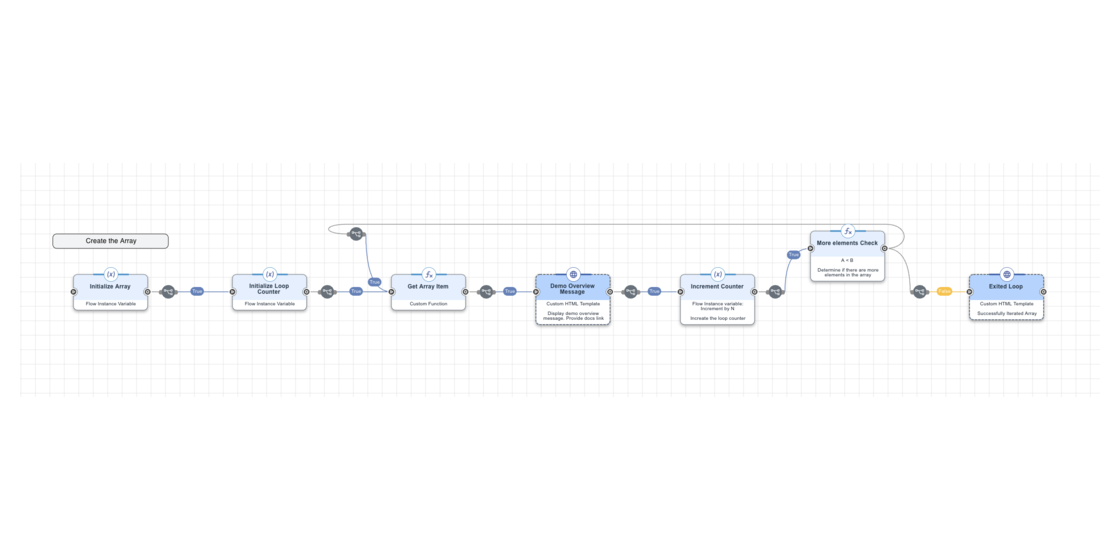 Create the Array
Initialize Array
Flow Instance Variable
True
Initialize Loop
Counter
Flow Instance Variable
True
True
Get Array Item
Custom Function
True
Demo Overview
Message
Custom HTML Template
Display demo overview
message. Provide docs link
True
Increment Counter
Flow Instance variable:
Increment by N
Increate the loop counter
True
More elements Check
A = B
Determine if there are more
elements in the array
False
Exited Loop
Custom HTML Template
Successfully Iterated Array